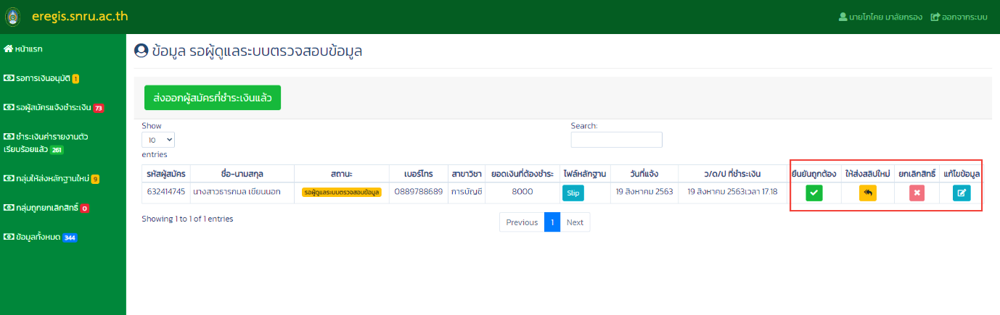 eregis.snru.ac.th
นายโภไคย มาลัยกรอง ออกจากระบบ
หน้าแรก
รอการเงินอนุมัติ 1
รอผู้สมัครแจ้งชำระเงิน 73
ชำระเงินค่ารายงานตัว
เรียบร้อยแล้ว 261
กลุ่มให้ส่งหลักฐานใหม่ 9
กลุ่มถูกยกเลิกสิทธิ์ 0
ข้อมูลทั้งหมด 344
ข้อมูล รอผู้ดูแลระบบตรวจสอบข้อมูล
ส่งออกผู้สมัครที่ชำระเงินแล้ว
Show
10
entries
Search:
รหัสผู้สมัคร ชื่อ-นามสกุล สถานะ เบอร์โทร สาขาวิชา ยอดเงินที่ต้องชำระ ไฟล์หลักฐาน วันที่แจ้ง ว/ด/ป ที่ชำระเงิน ยืนยันถูกต้อง ให้ส่งสลิปใหม่ ยกเลิกสิทธิ์ แก้ไขข้อมูล
632414745 นางสาวธารกมล เขียนนอก รอผู้ดูแลระบบตรวจสอบข้อมูล 0889788689 การบัญชี 8000 Slip 19 สิงหาคม 2563 19 สิงหาคม 2563เวลา 17.18
Showing 1 to 1 of 1 entries
Previous 1 Next